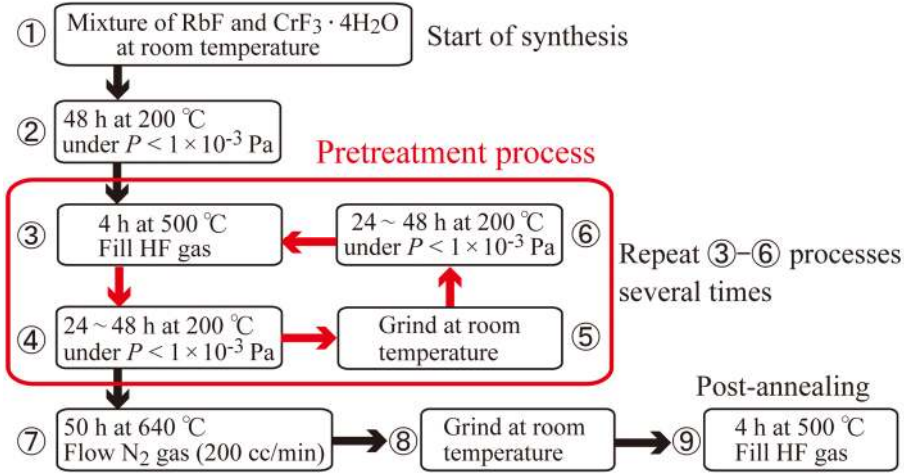 ①
Mixture of RbF and CrF₃ · 4H₂O
at room temperature
Start of synthesis
②
48 h at 200 ℃
under P < 1 × 10⁻³ Pa
Pretreatment process
③
4 h at 500 ℃
Fill HF gas
24 ~ 48 h at 200 ℃
under P < 1 × 10⁻³ Pa
⑥
Repeat ③–⑥ processes
several times
④
24 ~ 48 h at 200 ℃
under P < 1 × 10⁻³ Pa
Grind at room
temperature
⑤
Post-annealing
⑦
50 h at 640 ℃
Flow N₂ gas (200 cc/min)
⑧
Grind at room
temperature
⑨
4 h at 500 ℃
Fill HF gas